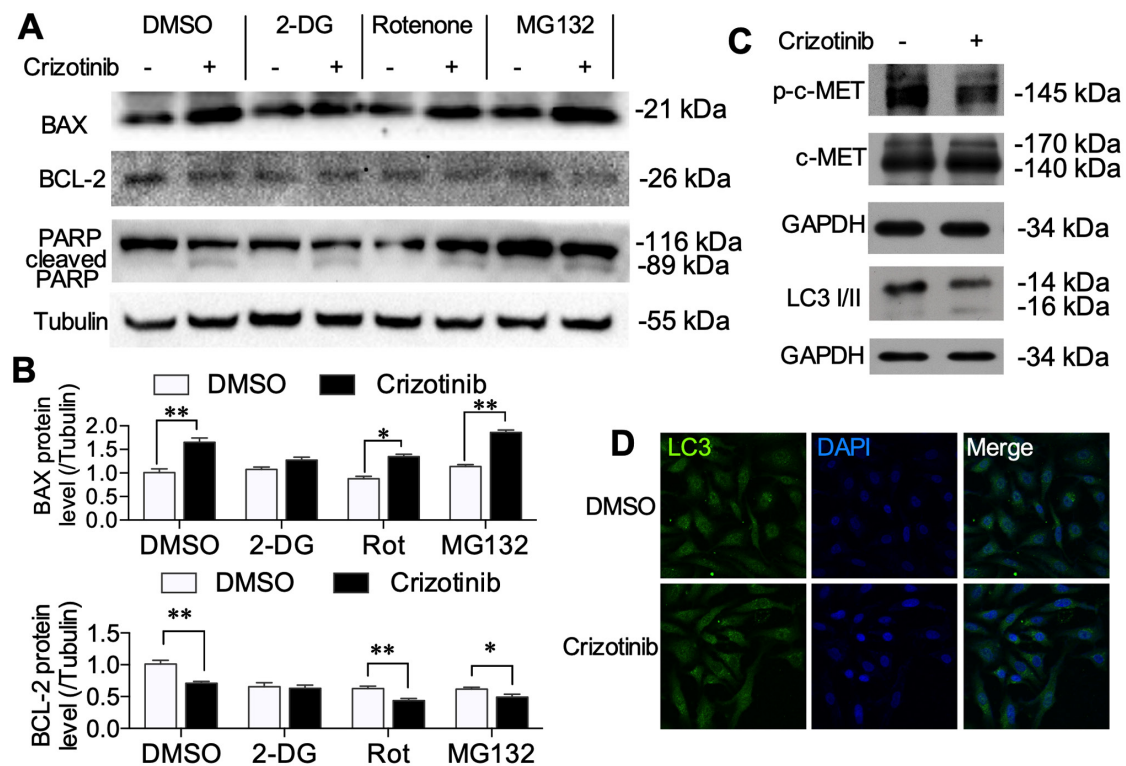 A
DMSO 2-DG Rotenone MG132
Crizotinib - + - + - + - +
BAX -21 kDa
BCL-2 -26 kDa
PARP -116 kDa
cleaved -89 kDa
PARP
Tubulin -55 kDa
B
DMSO Crizotinib
BAX protein
level (/Tubulin)
2.0
1.5
1.0
0.5
0.0
** * **
DMSO 2-DG Rot MG132
DMSO Crizotinib
BCL-2 protein
level (/Tubulin)
1.5
1.0
0.5
0.0
** ** *
DMSO 2-DG Rot MG132
C
Crizotinib - +
p-c-MET -145 kDa
c-MET -170 kDa
-140 kDa
GAPDH -34 kDa
LC3 I/II -14 kDa
-16 kDa
GAPDH -34 kDa
D
LC3 DAPI Merge
DMSO
Crizotinib